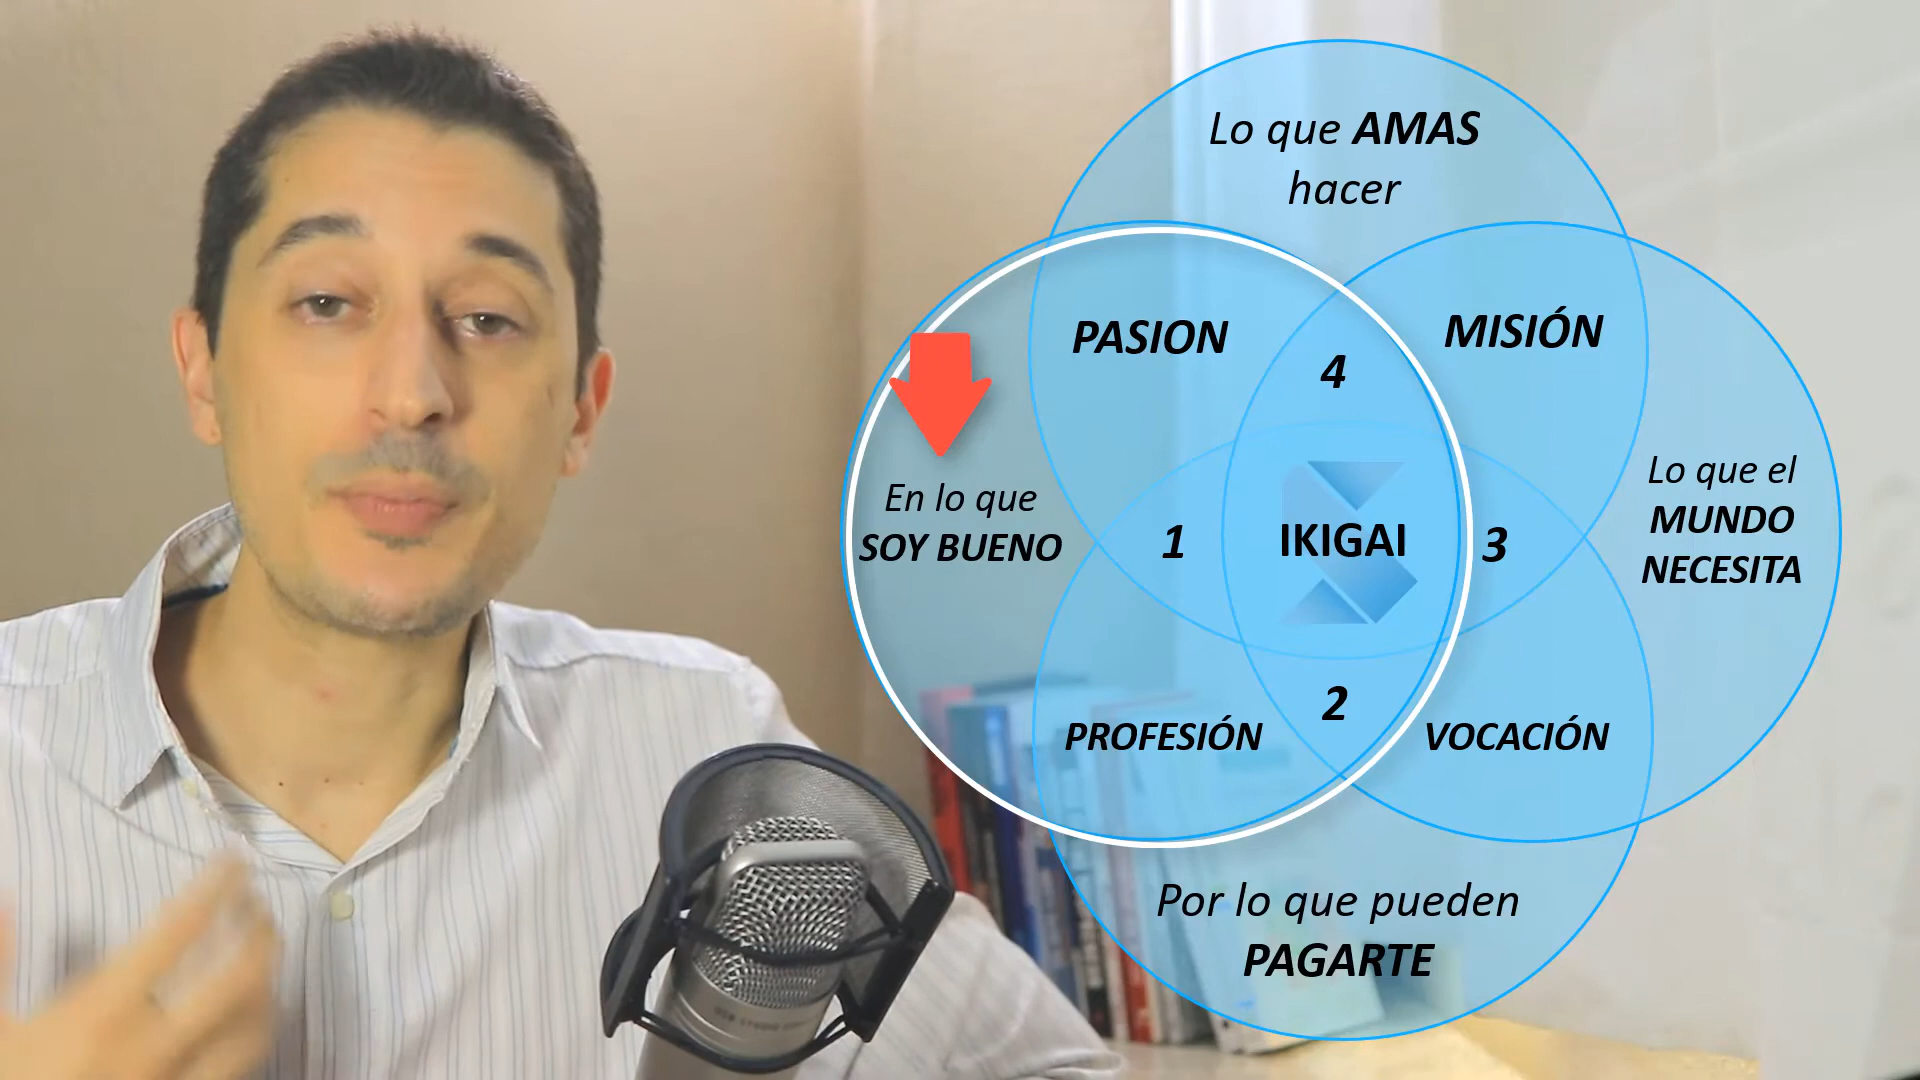 Lo que AMAS
hacer
PASION
MISIÓN
4
En lo que
SOY BUENO
1
IKIGAI
3
Lo que el
MUNDO
NECESITA
2
PROFESIÓN
VOCACIÓN
Por lo que pueden
PAGARTE